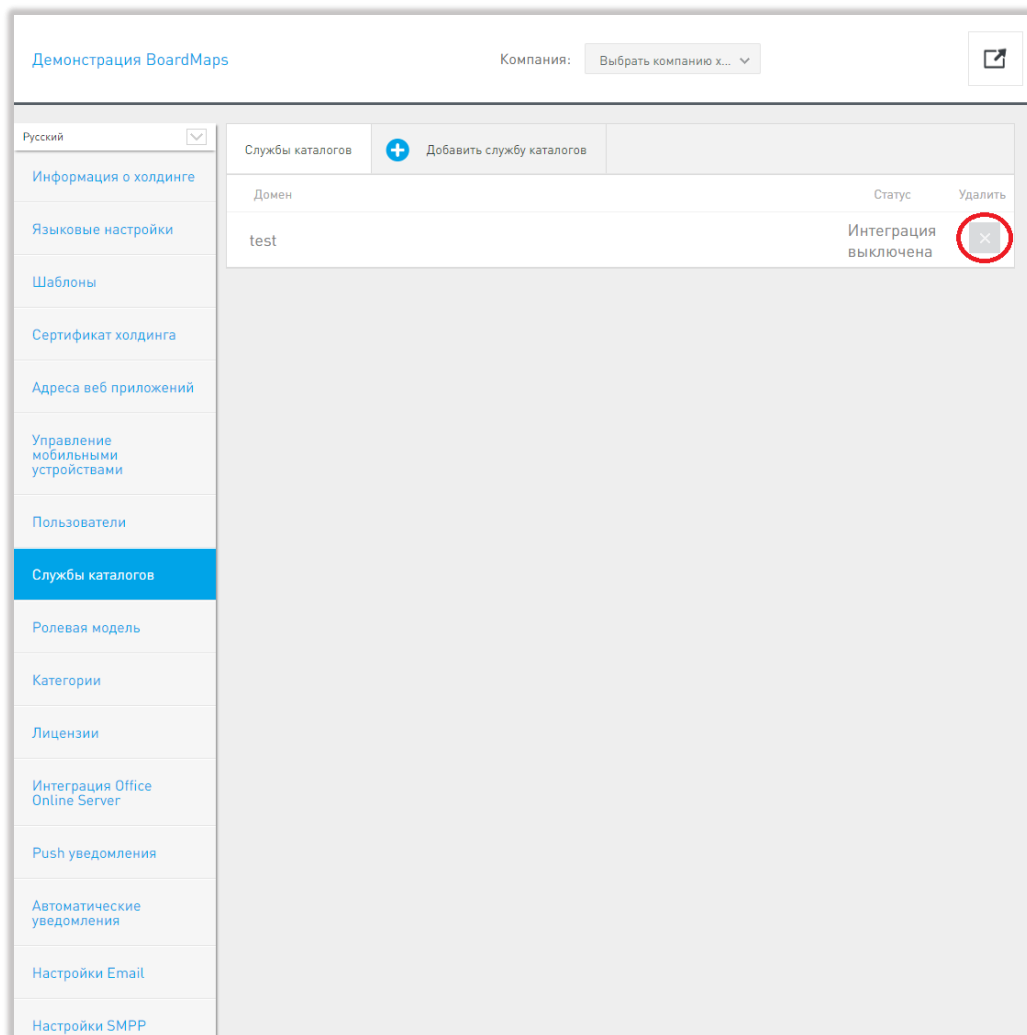 Демонстрация BoardMaps
Компания:
Выбрать компанию х...
Русский
Информация о холдинге
Языковые настройки
Шаблоны
Сертификат холдинга
Адреса веб приложений
Управление
мобильными
устройствами
Пользователи
Службы каталогов
Ролевая модель
Категории
Лицензии
Интеграция Office
Online Server
Push уведомления
Автоматические
уведомления
Настройки Email
Настройки SMPP
Службы каталогов
Добавить службу каталогов
Домен
Статус
Удалить
test
Интеграция
выключена